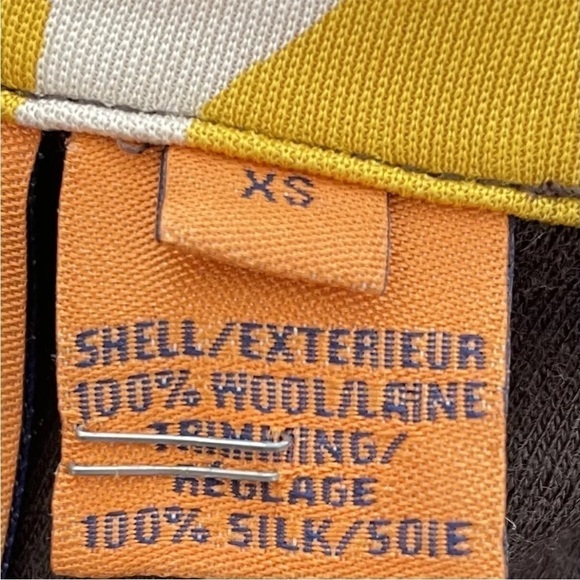 XS
SHELL/EXTERIEUR
100% WOOL/LAINE
TRIMMING/
REGLAGE
100% SILK/SOIE